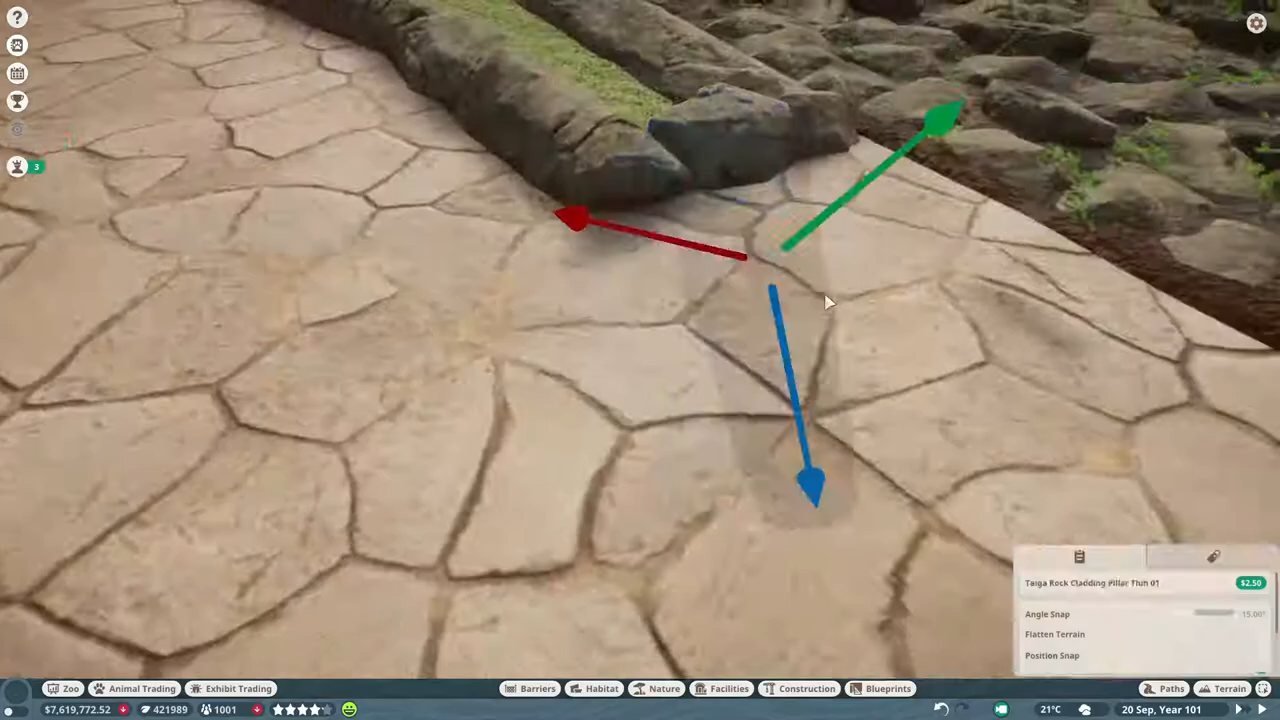 ?
3
Taiga Rock Cladding Pillar Thin 01
$2.50
Angle Snap
15.00°
Flatten Terrain
Position Snap
Zoo
Animal Trading
Exhibit Trading
Barriers
Habitat
Nature
Facilities
Construction
Blueprints
Paths
Terrain
$7,619,772.52
421989
1001
21°C
20 Sep, Year 101